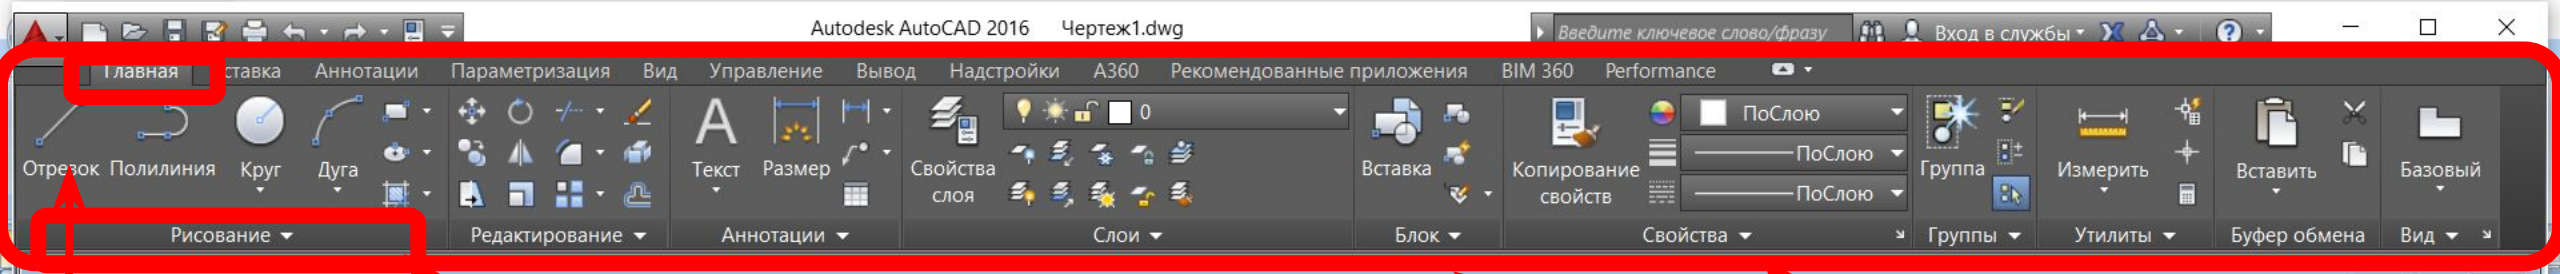 Autodesk AutoCAD 2016 Чертеж1.dwg Введите ключевое слово/фразу Вход в службы
Главная ставка Аннотации Параметризация Вид Управление Вывод Надстройки A360 Рекомендованные приложения BIM 360 Performance
0 ПоСлою
ПоСлою
Отрезок Полилиния Круг Дуга Текст Размер Свойства слоя Вставка Копирование свойств Группа Измерить Вставить Базовый
ПоСлою
Рисование Редактирование Аннотации Слои Блок Свойства Группы Утилиты Буфер обмена Вид